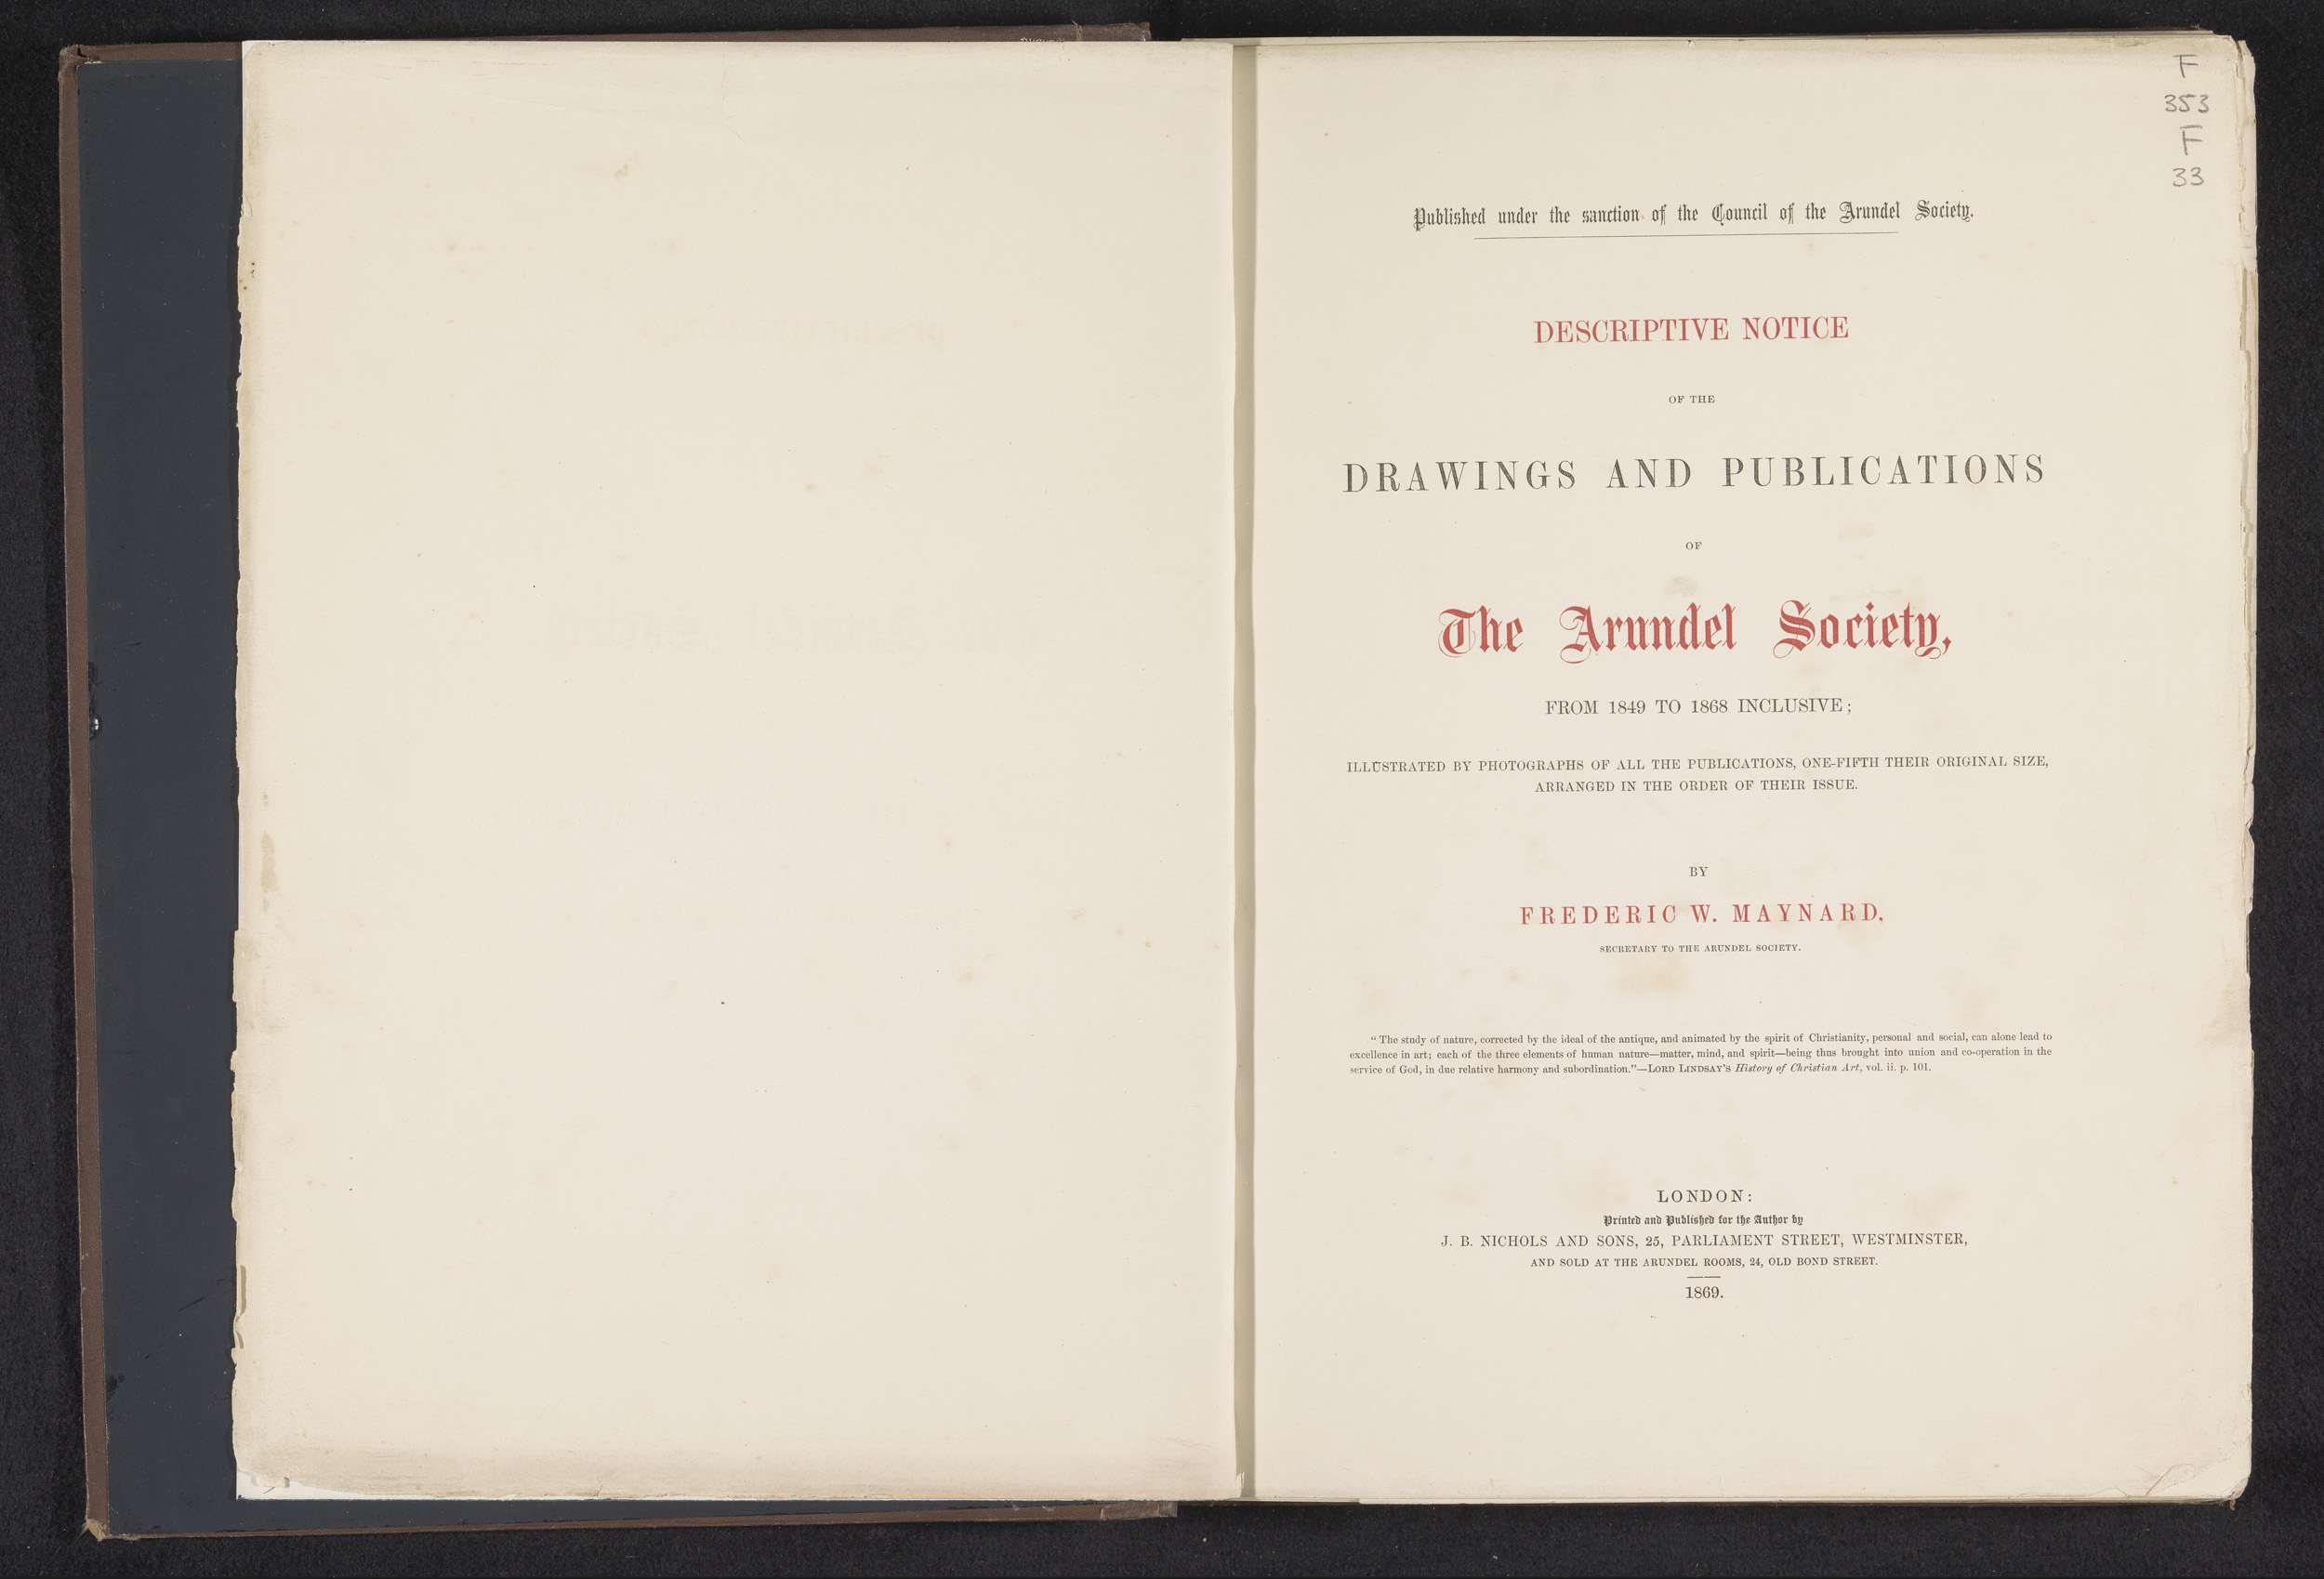 F
353
F
33
Published under the sanction of the Council of the Arundel Society.
DESCRIPTIVE NOTICE
OF THE
DRAWINGS AND PUBLICATIONS
OF
The Arundel Society,
FROM 1849 TO 1868 INCLUSIVE;
ILLUSTRATED BY PHOTOGRAPHS OF ALL THE PUBLICATIONS, ONE-FIFTH THEIR ORIGINAL SIZE,
ARRANGED IN THE ORDER OF THEIR ISSUE.
BY
FREDERIC W. MAYNARD,
SECRETARY TO THE ARUNDEL SOCIETY.
"The study of nature, corrected by the ideal of the antique, and animated by the spirit of Christianity, personal and social, can alone lead to
excellence in art; each of the three elements of human nature—matter, mind, and spirit—being thus brought into union and co-operation in the
service of God, in due relative harmony and subordination."—LORD LINDSAY'S History of Christian Art, vol. ii. p. 101.
LONDON:
Printed and Published for the Author by
J. B. NICHOLS AND SONS, 25, PARLIAMENT STREET, WESTMINSTER,
AND SOLD AT THE ARUNDEL ROOMS, 24, OLD BOND STREET.
1869.